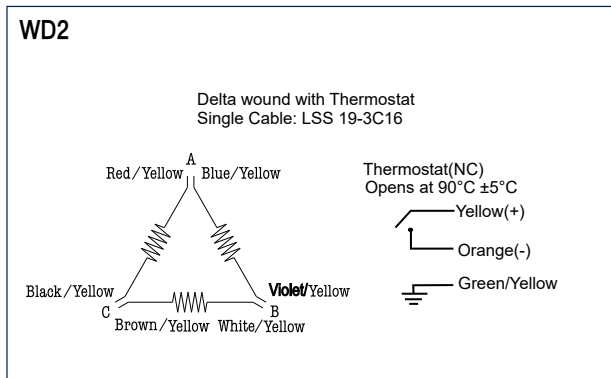 WD2
Delta wound with Thermostat
Single Cable: LSS 19-3C16
A
Red/Yellow Blue/Yellow
Thermostat(NC)
Opens at 90°C ±5°C
Yellow(+)
Orange(-)
Green/Yellow
Black/Yellow
Violet/Yellow
C
B
Brown/Yellow White/Yellow